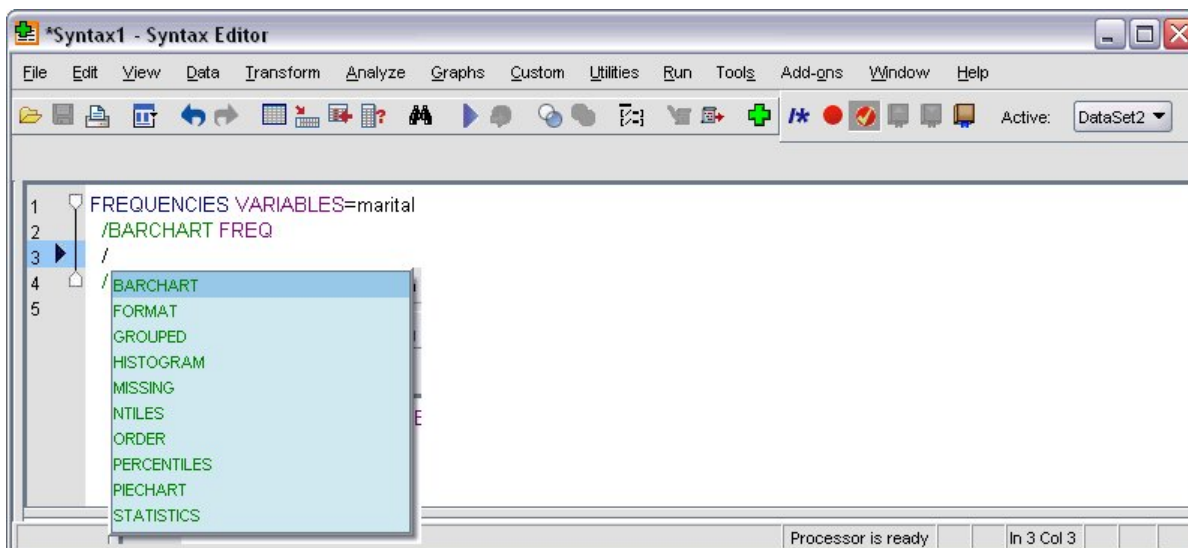 *Syntax1 - Syntax Editor
File Edit View Data Transform Analyze Graphs Custom Utilities Run Tools Add-ons Window Help
Active: DataSet2
1 FREQUENCIES VARIABLES=marital
2 /BARCHART FREQ
3 /
4 /
5
BARCHART
FORMAT
GROUPED
HISTOGRAM
MISSING
NTILES
ORDER
PERCENTILES
PIECHART
STATISTICS
Processor is ready In 3 Col 3